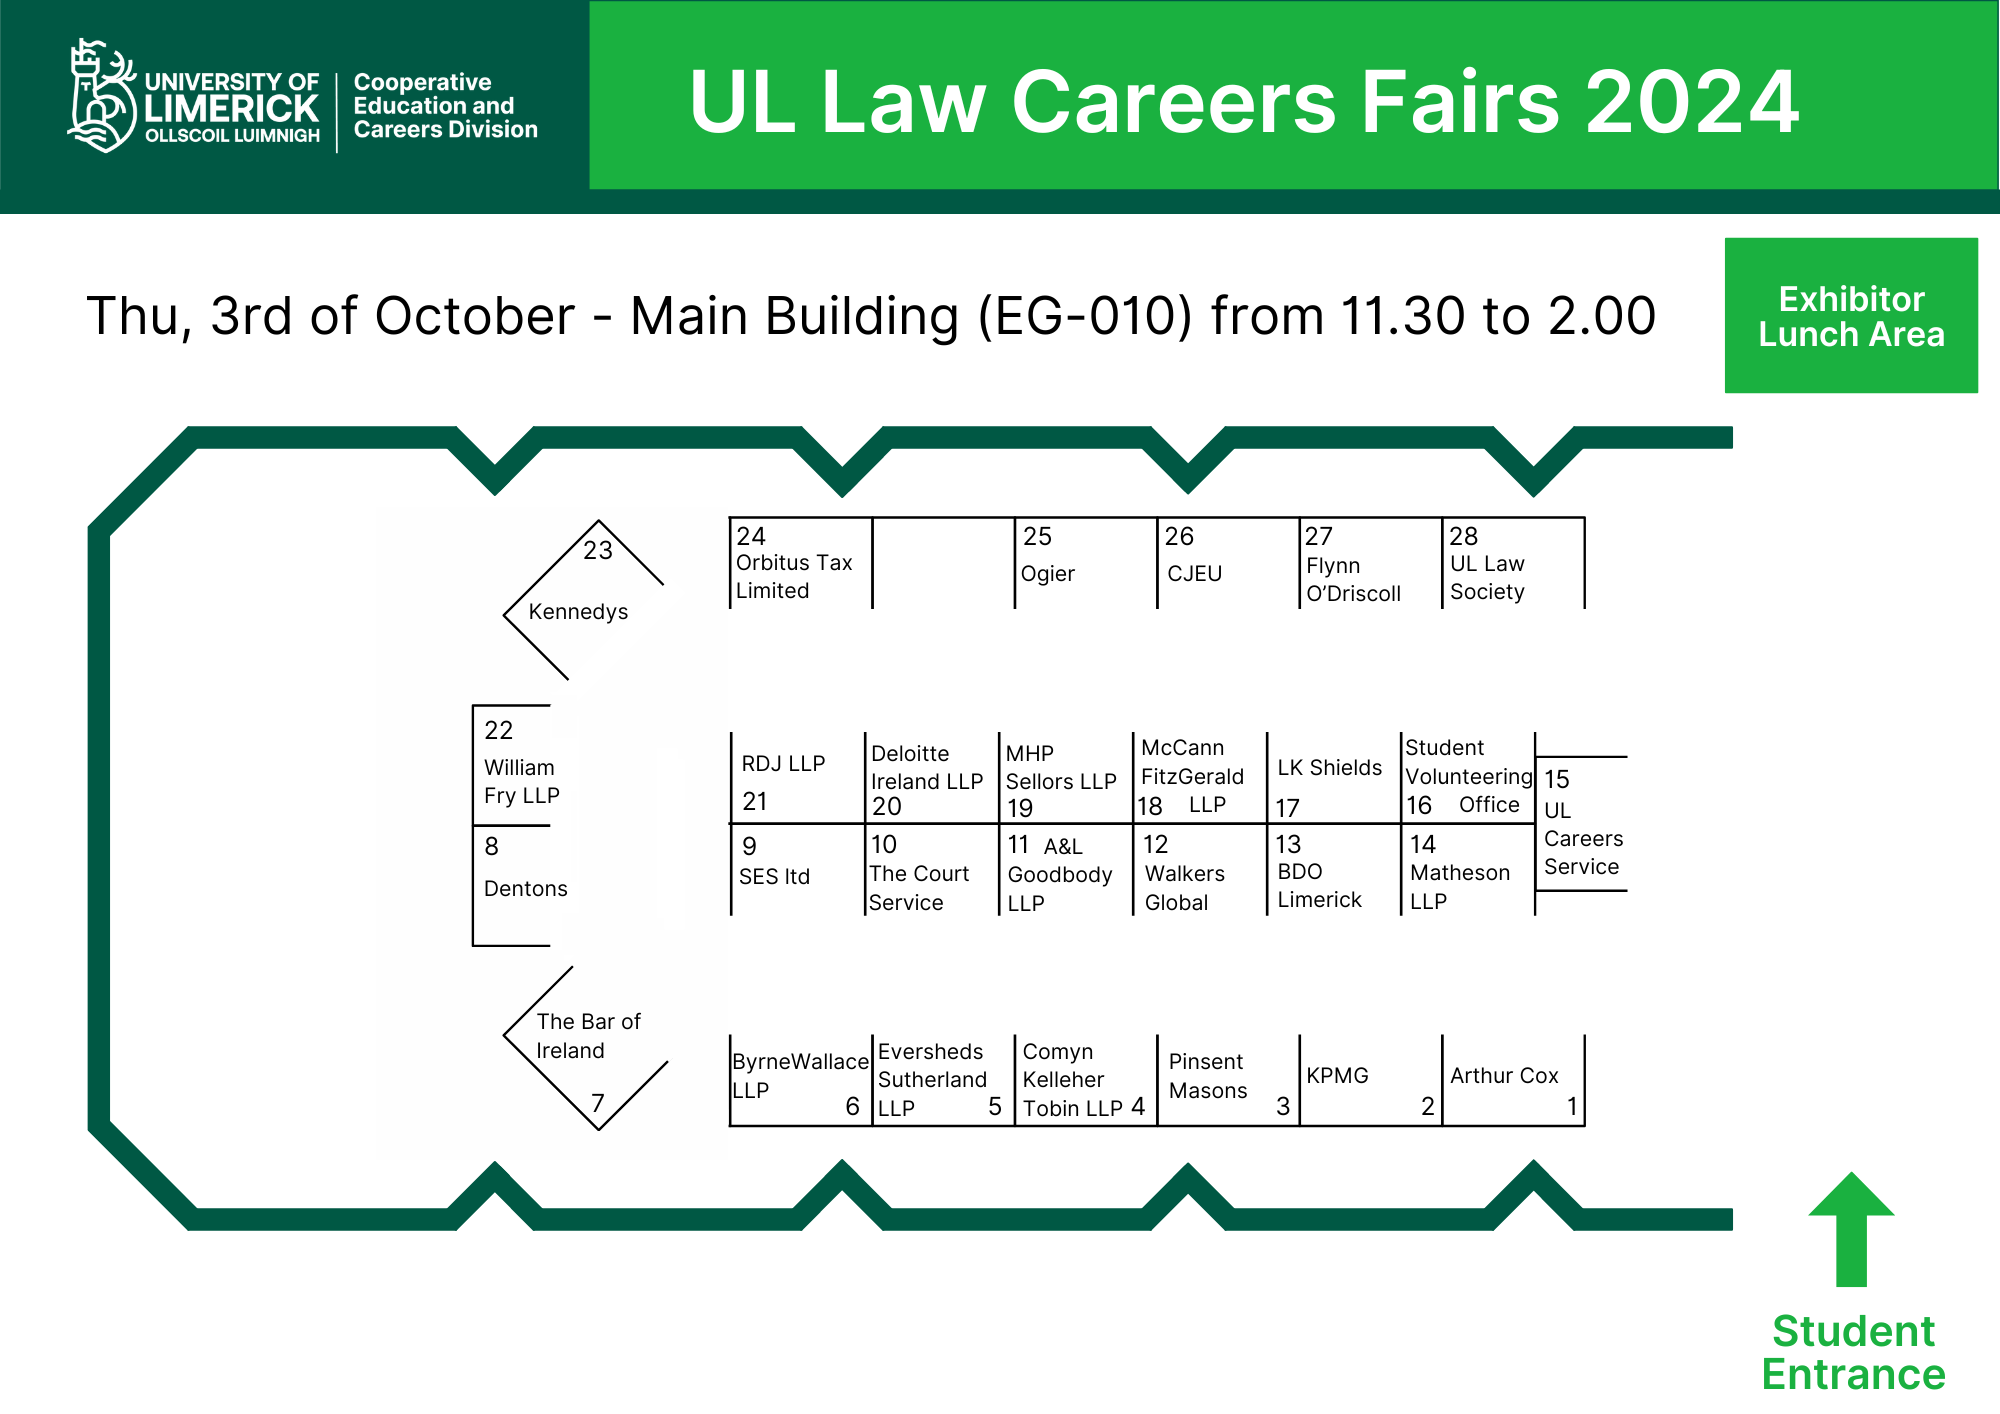 UNIVERSITY OF
LIMERICK
OLLSCOIL LUIMNIGH
Cooperative
Education and
Careers Division
UL Law Careers Fairs 2024
Thu, 3rd of October - Main Building (EG-010) from 11.30 to 2.00
Exhibitor
Lunch Area
23
Kennedys
24
Orbitus Tax
Limited
25
Ogier
26
CJEU
27
Flynn
O’Driscoll
28
UL Law
Society
22
William
Fry LLP
8
Dentons
RDJ LLP
21
Deloitte
Ireland LLP
20
MHP
Sellors LLP
19
McCann
FitzGerald
18 LLP
LK Shields
17
Student
Volunteering
16 Office
15
UL
Careers
Service
9
SES ltd
10
The Court
Service
11 A&L
Goodbody
LLP
12
Walkers
Global
13
BDO
Limerick
14
Matheson
LLP
The Bar of
Ireland
7
ByrneWallace
LLP
6
Eversheds
Sutherland
LLP 5
Comyn
Kelleher
Tobin LLP 4
Pinsent
Masons
3
KPMG
2
Arthur Cox
1
Student
Entrance